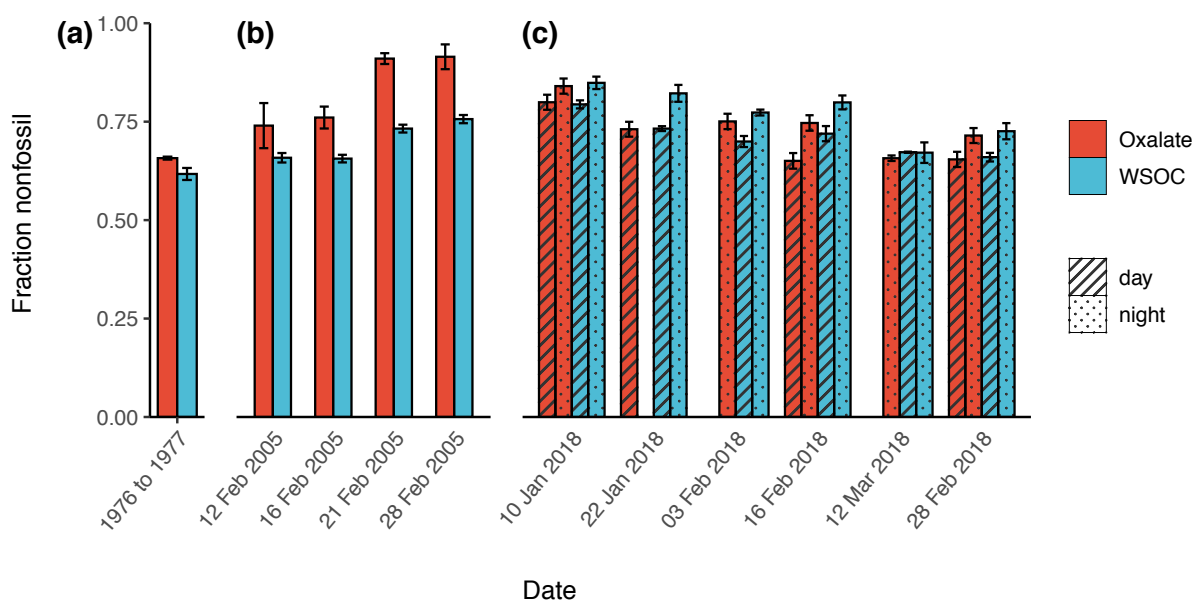 (a)
(b)
(c)
Fraction nonfossil
1.00
0.75
0.50
0.25
0.00
1976 to 1977
12 Feb 2005
16 Feb 2005
21 Feb 2005
28 Feb 2005
10 Jan 2018
22 Jan 2018
03 Feb 2018
16 Feb 2018
12 Mar 2018
28 Feb 2018
Date
Oxalate
WSOC
day
night